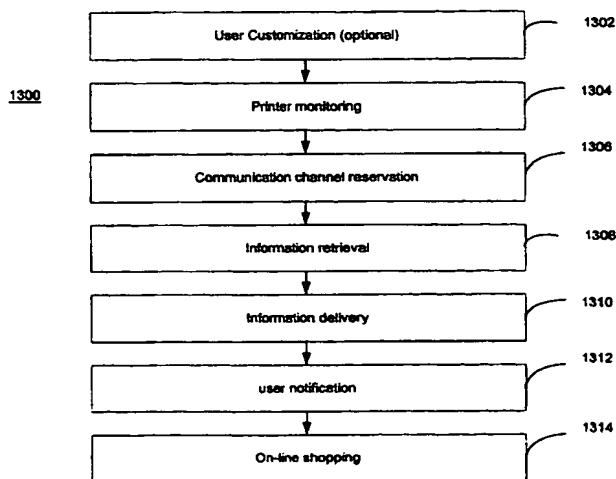 User Customization (optional)
1302
1300
Printer monitoring
1304
Communication channel reservation
1306
Information retrieval
1308
Information delivery
1310
user notification
1312
On-line shopping
1314